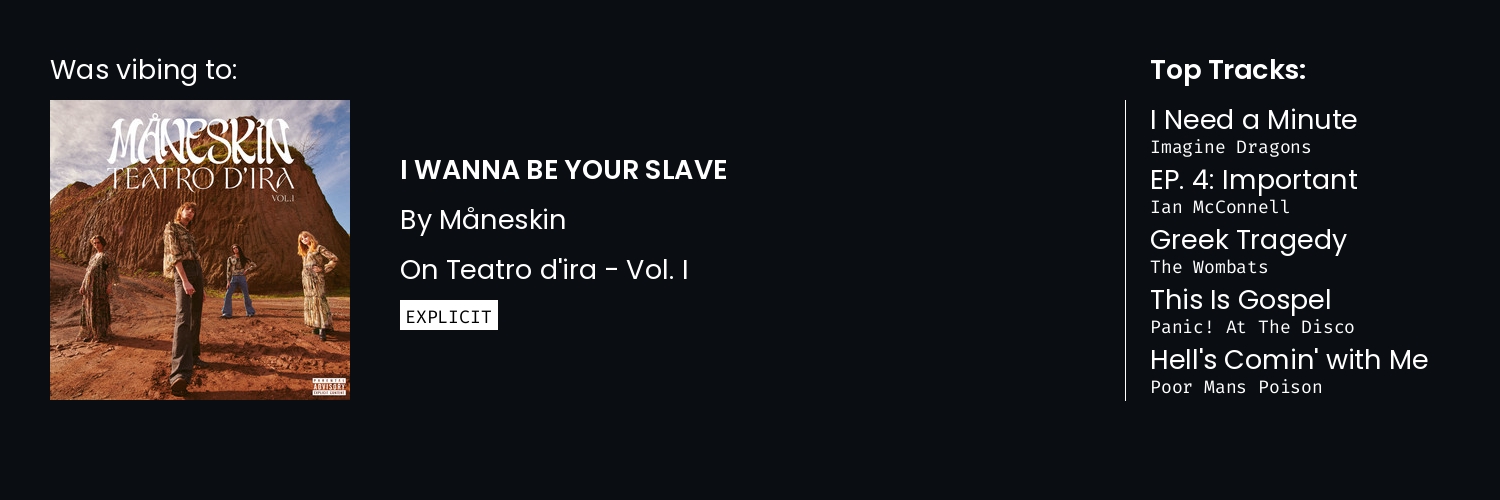 Was vibing to:
MÅNESKIN
TEATRO D'IRA
VOL.I
PARENTAL
ADVISORY
EXPLICIT CONTENT
I WANNA BE YOUR SLAVE
By Måneskin
On Teatro d'ira - Vol. I
EXPLICIT
Top Tracks:
I Need a Minute
Imagine Dragons
EP. 4: Important
Ian McConnell
Greek Tragedy
The Wombats
This Is Gospel
Panic! At The Disco
Hell's Comin' with Me
Poor Mans Poison